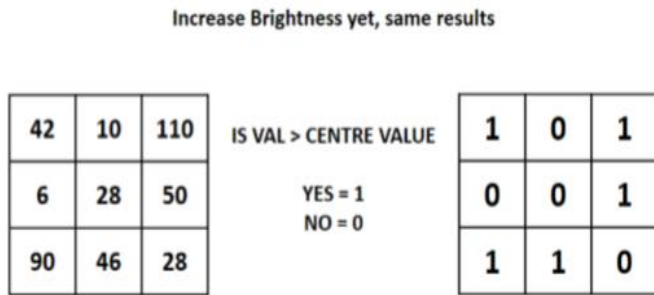 Increase Brightness yet, same results
42 10 110
IS VAL > CENTRE VALUE
1 0 1
6 28 50
YES = 1
0 0 1
NO = 0
90 46 28
1 1 0